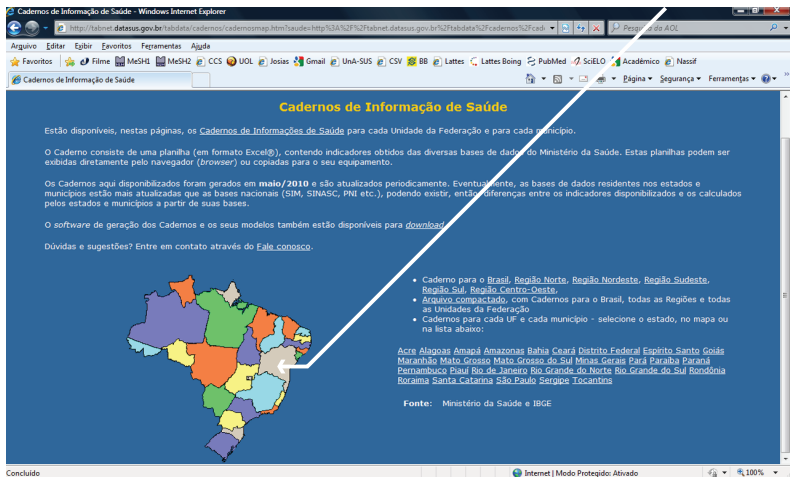 Cadernos de Informação de Saúde - Windows Internet Explorer
http://tabnet.datasus.gov.br/tabdata/cadernos/cadernosmap.htm?saude=http%3A%2F%2Ftabnet.datasus.gov.br%2Ftabdata%2Fcadernos%2Fcad
Pesquisa da AOL
Arquivo Editar Exibir Favoritos Ferramentas Ajuda
Favoritos Filme MeSH1 MeSH2 CCS UOL Josias Gmail UnA-SUS CSV BB Lattes Lattes Boing PubMed SciELO Acadêmico Nassif
Cadernos de Informação de Saúde
Página Segurança Ferramentas
Cadernos de Informação de Saúde
Estão disponíveis, nestas páginas, os Cadernos de Informações de Saúde para cada Unidade da Federação e para cada município.
O Caderno consiste de uma planilha (em formato Excel®), contendo indicadores obtidos das diversas bases de dados do Ministério da Saúde. Estas planilhas podem ser
exibidas diretamente pelo navegador (browser) ou copiadas para o seu equipamento.
Os Cadernos aqui disponibilizados foram gerados em maio/2010 e são atualizados periodicamente. Eventualmente, as bases de dados residentes nos estados e
municípios estão mais atualizadas que as bases nacionais (SIM, SINASC, PNI etc.), podendo existir, então, diferenças entre os indicadores disponibilizados e os calculados
pelos estados e municípios a partir de suas bases.
O software de geração dos Cadernos e os seus modelos também estão disponíveis para download.
Dúvidas e sugestões? Entre em contato através do Fale conosco.
Caderno para o Brasil, Região Norte, Região Nordeste, Região Sudeste,
Região Sul, Região Centro-Oeste,
Arquivo compactado, com Cadernos para o Brasil, todas as Regiões e todas
as Unidades da Federação
Cadernos para cada UF e cada município - selecione o estado, no mapa ou
na lista abaixo:
Acre Alagoas Amapá Amazonas Bahia Ceará Distrito Federal Espírito Santo Goiás
Maranhão Mato Grosso Mato Grosso do Sul Minas Gerais Pará Paraíba Paraná
Pernambuco Piauí Rio de Janeiro Rio Grande do Norte Rio Grande do Sul Rondônia
Roraima Santa Catarina São Paulo Sergipe Tocantins
Fonte: Ministério da Saúde e IBGE
Concluído
Internet | Modo Protegido: Ativado
100%